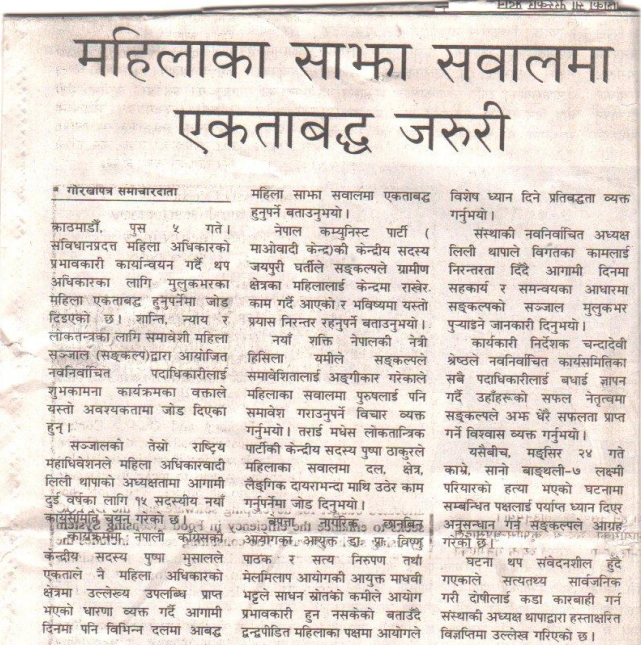 महिलाका साझा सवालमा
एकताबद्ध जरुरी
गोरखापत्र समाचारदाता
काठमाडौँ, पुस ५ गते।
संविधानप्रदत्त महिला अधिकारको
प्रभावकारी कार्यान्वयन गर्दै थप
अधिकारका लागि मुलुकभरका
महिला एकताबद्ध हुनुपर्नेमा जोड
दिइएको छ। शान्ति, न्याय र
लोकतन्त्रका लागि समावेशी महिला
सञ्जाल (सङ्कल्प)द्वारा आयोजित
नवनिर्वाचित पदाधिकारीलाई
शुभकामना कार्यक्रमका वक्ताले
यस्तो अवश्यकतामा जोड दिएका
हुन्।
सञ्जालको तेस्रो राष्ट्रिय
महाधिवेशनले महिला अधिकारवादी
लिली थापाको अध्यक्षतामा आगामी
दुई वर्षका लागि १५ सदस्यीय नयाँ
कार्यसमिति चयन गरेको छ।
कार्यक्रममा नेपाली काँग्रेसकी
केन्द्रीय सदस्य पुष्पा भुसालले
एकताले नै महिला अधिकारको
क्षेत्रमा उल्लेख्य उपलब्धि प्राप्त
भएको धारणा व्यक्त गर्दै आगामी
दिनमा पनि विभिन्न दलमा आबद्ध
महिला साझा सवालमा एकताबद्ध
हुनुपर्ने बताउनुभयो।
नेपाल कम्युनिस्ट पार्टी (
माओवादी केन्द्र)की केन्द्रीय सदस्य
जयपुरी घर्तीले सङ्कल्पले ग्रामीण
क्षेत्रका महिलालाई केन्द्रमा राखेर
काम गर्दै आएको र भविष्यमा यस्तो
प्रयास निरन्तर रहनुपर्ने बताउनुभयो।
नयाँ शक्ति नेपालकी नेत्री
हिसिला यमीले सङ्कल्पले
समावेशितालाई अङ्गीकार गरेकाले
महिलाका सवालमा पुरुषलाई पनि
समावेश गराउनुपर्ने विचार व्यक्त
गर्नुभयो। तराई मधेस लोकतान्त्रिक
पार्टीकी केन्द्रीय सदस्य पुष्पा ठाकुरले
महिलाका सवालमा दल, क्षेत्र,
लैङ्गिक दायराभन्दा माथि उठेर काम
गर्नुपर्नेमा जोड दिनुभयो।
बेपत्ता नागरिक छानबिन
आयोगका आयुक्त डा. प्रा. विष्णु
पाठक र सत्य निरुपण तथा
मेलमिलाप आयोगकी आयुक्त माधवी
भट्टले साधन स्रोतको कमीले आयोग
प्रभावकारी हुन नसकेको बताउँदै
द्वन्द्वपीडित महिलाका पक्षमा आयोगले
विशेष ध्यान दिने प्रतिबद्धता व्यक्त
गर्नुभयो।
संस्थाकी नवनिर्वाचित अध्यक्ष
लिली थापाले विगतका कामलाई
निरन्तरता दिँदै आगामी दिनमा
सहकार्य र समन्वयका आधारमा
सङ्कल्पको सञ्जाल मुलुकभर
पुऱ्याइने जानकारी दिनुभयो।
कार्यकारी निर्देशक चन्दादेवी
श्रेष्ठले नवनिर्वाचित कार्यसमितिका
सबै पदाधिकारीलाई बधाई ज्ञापन
गर्दै उहाँहरूको सफल नेतृत्वमा
सङ्कल्पले अझ धेरै सफलता प्राप्त
गर्ने विश्वास व्यक्त गर्नुभयो।
यसैबीच, मङ्सिर २४ गते
काभ्रे, सानो बाङ्थली-७ लक्ष्मी
परियारको हत्या भएको घटनामा
सम्बन्धित पक्षलाई पर्याप्त ध्यान दिएर
अनुसन्धान गर्न सङ्कल्पले आग्रह
गरेको छ।
घटना थप संवेदनशील हुँदै
गएकाले सत्यतथ्य सार्वजनिक
गरी दोषीलाई कडा कारबाही गर्न
संस्थाकी अध्यक्ष थापाद्वारा हस्ताक्षरित
विज्ञप्तिमा उल्लेख गरिएको छ।